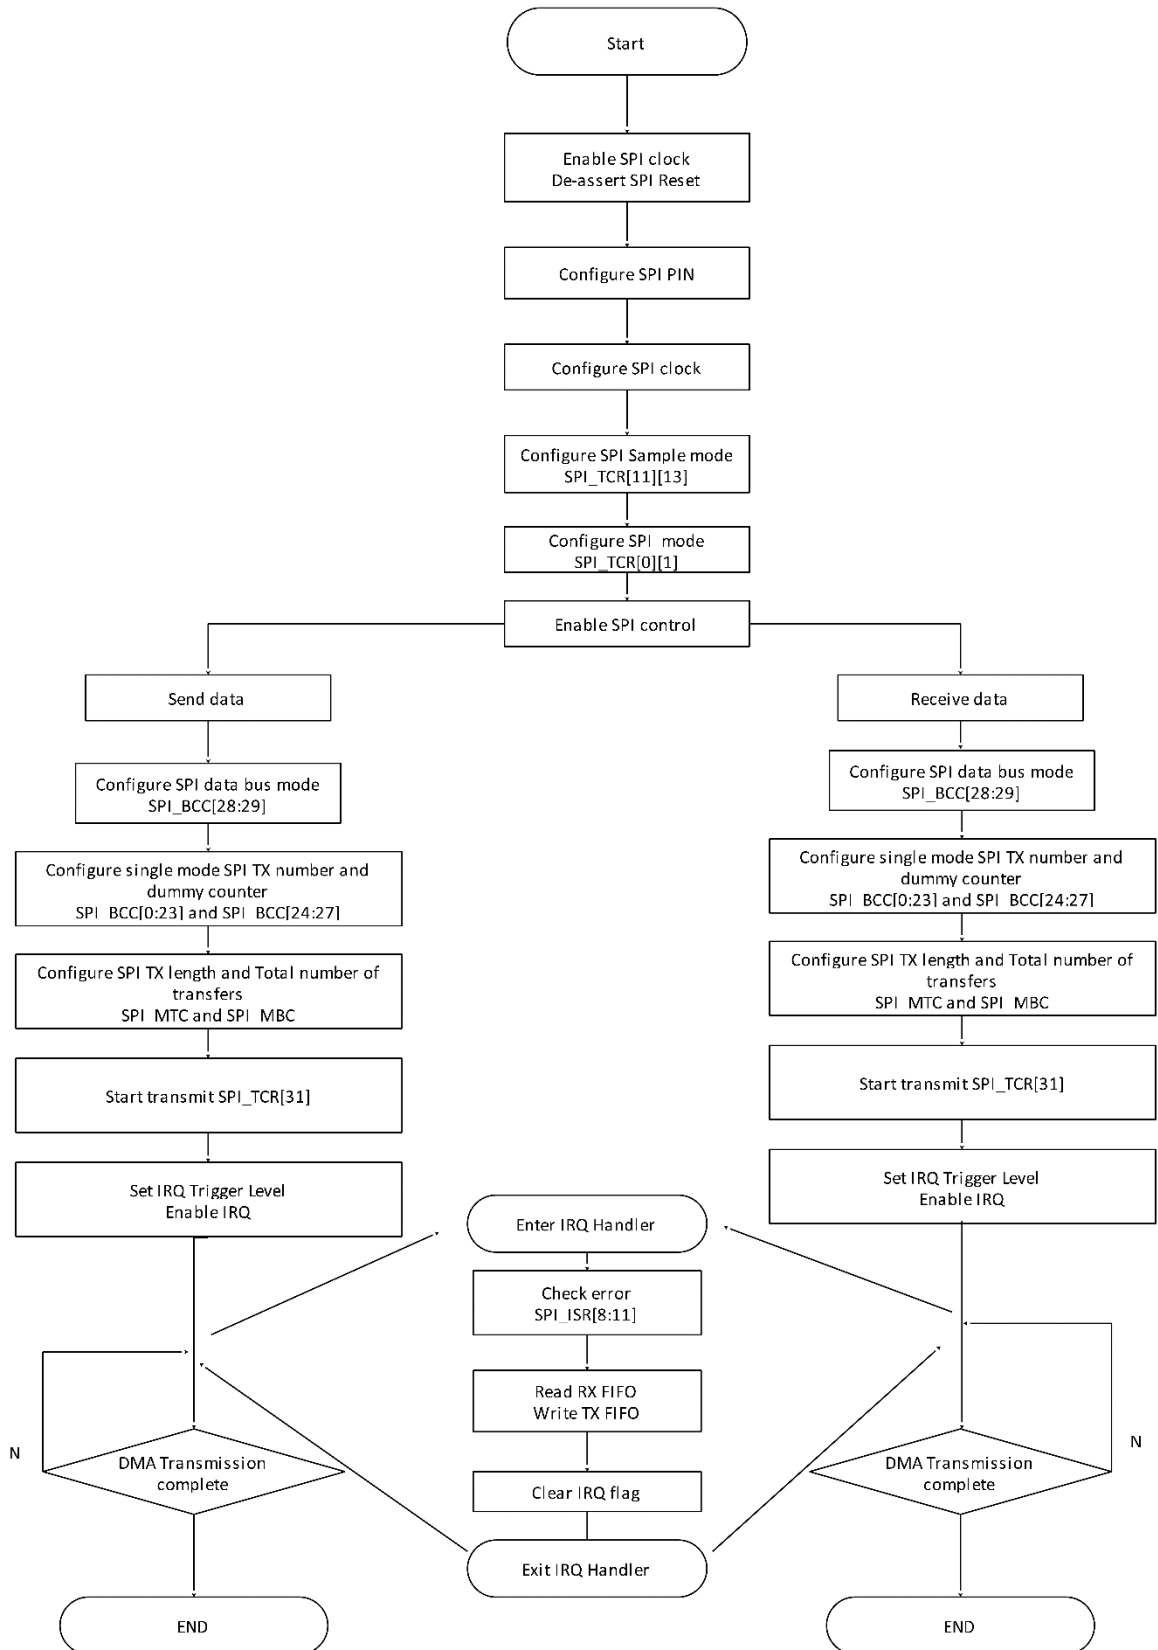 Start
Enable SPI clock
De-assert SPI Reset
Configure SPI PIN
Configure SPI clock
Configure SPI Sample mode
SPI_TCR[11][13]
Configure SPI mode
SPI_TCR[0][1]
Enable SPI control
Send data
Configure SPI data bus mode
SPI_BCC[28:29]
Configure single mode SPI TX number and
dummy counter
SPI_BCC[0:23] and SPI_BCC[24:27]
Configure SPI TX length and Total number of
transfers
SPI_MTC and SPI_MBC
Start transmit SPI_TCR[31]
Set IRQ Trigger Level
Enable IRQ
N
DMA Transmission
complete
END
Enter IRQ Handler
Check error
SPI_ISR[8:11]
Read RX FIFO
Write TX FIFO
Clear IRQ flag
Exit IRQ Handler
Receive data
Configure SPI data bus mode
SPI_BCC[28:29]
Configure single mode SPI TX number and
dummy counter
SPI_BCC[0:23] and SPI_BCC[24:27]
Configure SPI TX length and Total number of
transfers
SPI_MTC and SPI_MBC
Start transmit SPI_TCR[31]
Set IRQ Trigger Level
Enable IRQ
N
DMA Transmission
complete
END